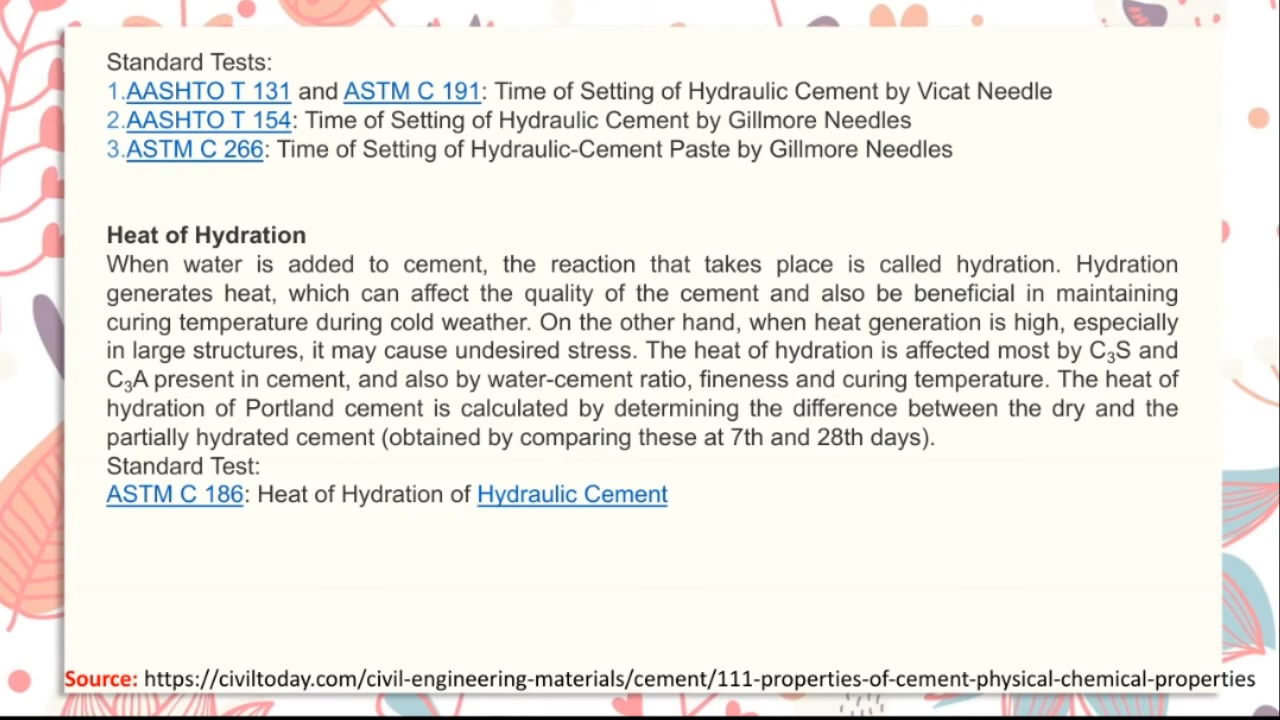 Standard Tests:
1.AASHTO T 131 and ASTM C 191: Time of Setting of Hydraulic Cement by Vicat Needle
2.AASHTO T 154: Time of Setting of Hydraulic Cement by Gillmore Needles
3.ASTM C 266: Time of Setting of Hydraulic-Cement Paste by Gillmore Needles
Heat of Hydration
When water is added to cement, the reaction that takes place is called hydration. Hydration
generates heat, which can affect the quality of the cement and also be beneficial in maintaining
curing temperature during cold weather. On the other hand, when heat generation is high, especially
in large structures, it may cause undesired stress. The heat of hydration is affected most by C₃S and
C₃A present in cement, and also by water-cement ratio, fineness and curing temperature. The heat of
hydration of Portland cement is calculated by determining the difference between the dry and the
partially hydrated cement (obtained by comparing these at 7th and 28th days).
Standard Test:
ASTM C 186: Heat of Hydration of Hydraulic Cement
Source: https://civiltoday.com/civil-engineering-materials/cement/111-properties-of-cement-physical-chemical-properties